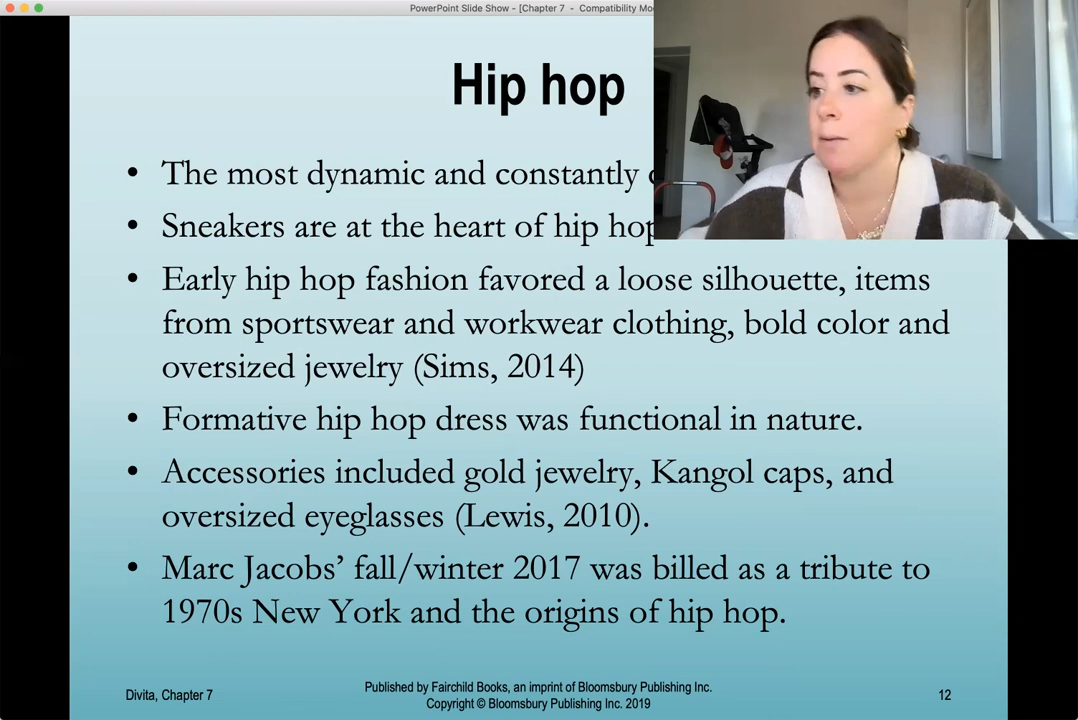 PowerPoint Slide Show - [Chapter 7 - Compatibility
Hip hop
• The most dynamic and constantly
• Sneakers are at the heart of hip
• Early hip hop fashion favored a loose silhouette, items
from sportswear and workwear clothing, bold color and
oversized jewelry (Sims, 2014)
• Formative hip hop dress was functional in nature.
• Accessories included gold jewelry, Kangol caps, and
oversized eyeglasses (Lewis, 2010).
• Marc Jacobs’ fall/winter 2017 was billed as a tribute to
1970s New York and the origins of hip hop.
Divita, Chapter 7
Published by Fairchild Books, an imprint of Bloomsbury Publishing Inc.
Copyright © Bloomsbury Publishing Inc. 2019
12